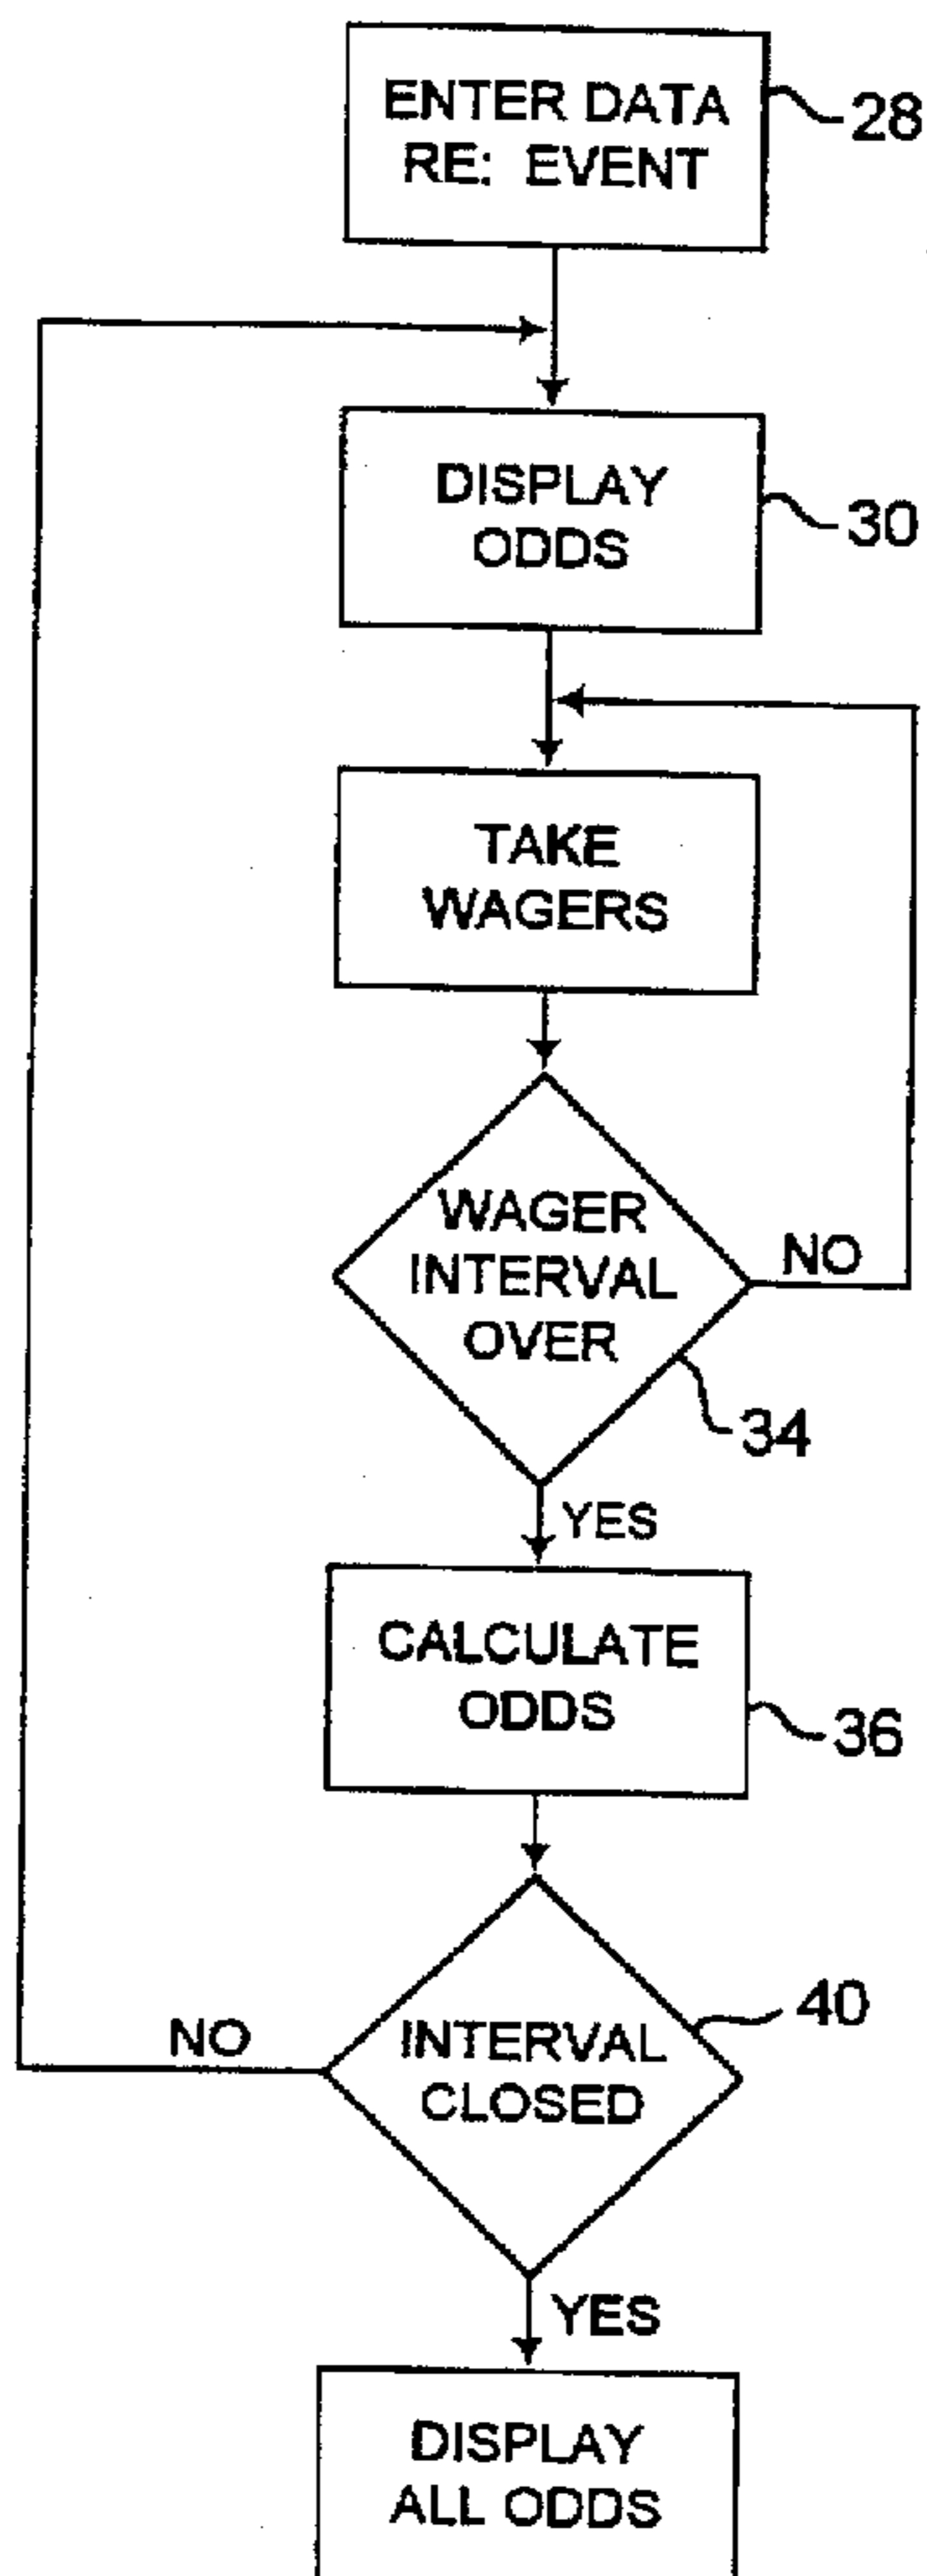 ENTER DATA
RE: EVENT
28
DISPLAY
ODDS
30
TAKE
WAGERS
WAGER
INTERVAL
OVER
NO
34
YES
CALCULATE
ODDS
36
INTERVAL
CLOSED
40
NO
YES
DISPLAY
ALL ODDS